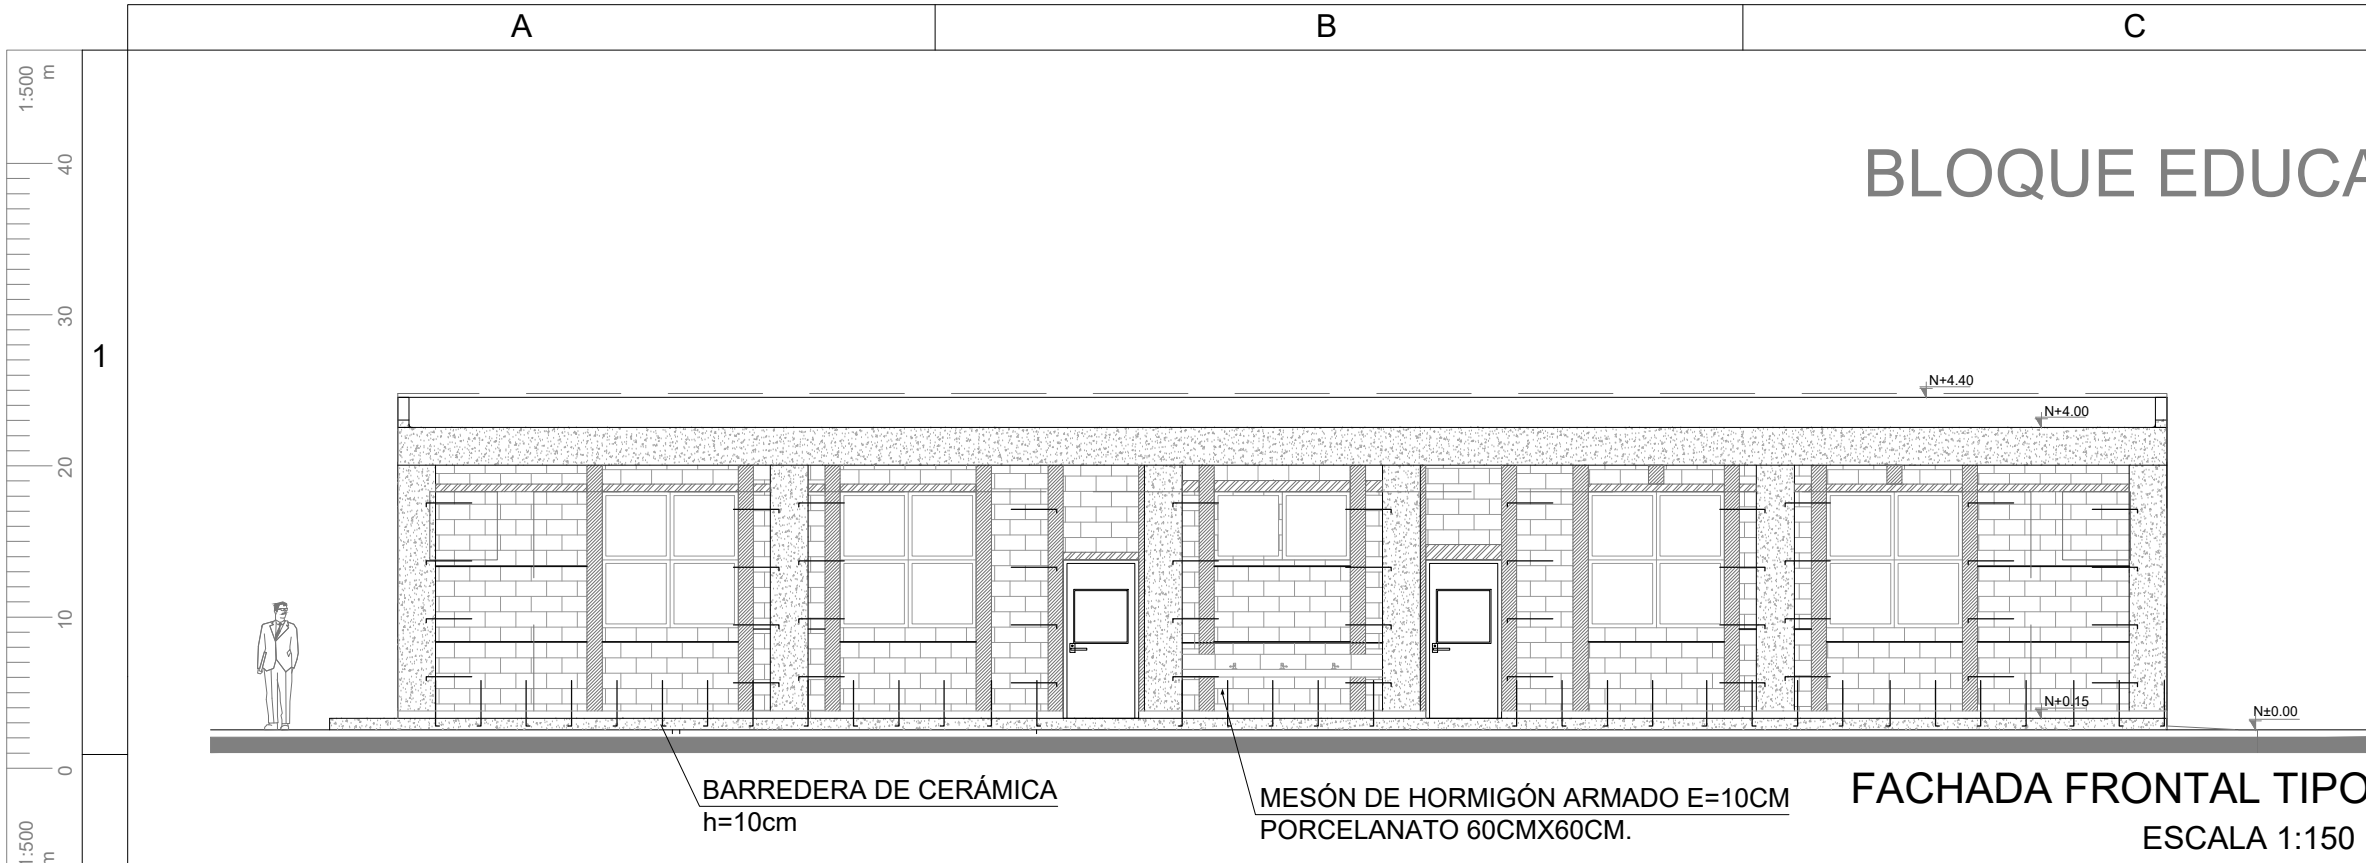 A
B
C
1:500
m
40
30
20
10
0
1:500
m
1
BLOQUE EDUCA
N+4.40
N+4.00
N+0.15
N±0.00
BARREDERA DE CERÁMICA
h=10cm
MESÓN DE HORMIGÓN ARMADO E=10CM
PORCELANATO 60CMX60CM.
FACHADA FRONTAL TIPO
ESCALA 1:150